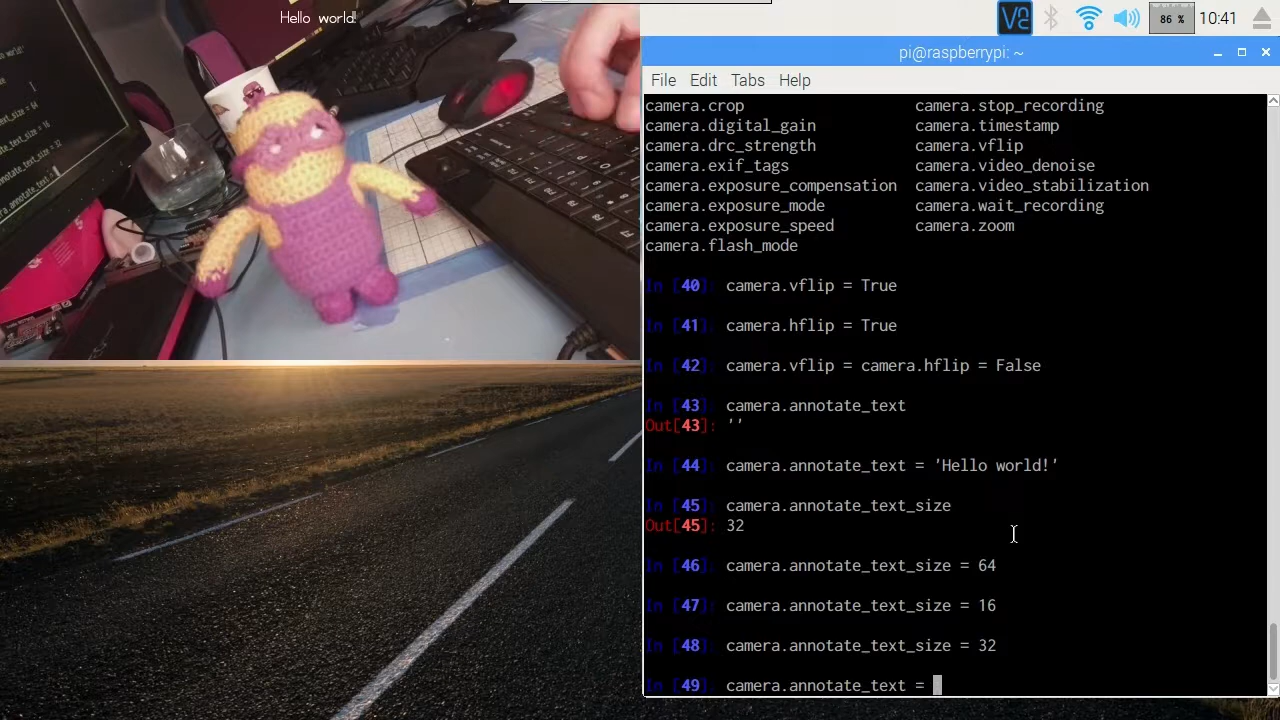 Hello world!
86 %
10:41
pi@raspberrypi: ~
File Edit Tabs Help
camera.crop camera.stop_recording
camera.digital_gain camera.timestamp
camera.drc_strength camera.vflip
camera.exif_tags camera.video_denoise
camera.exposure_compensation camera.video_stabilization
camera.exposure_mode camera.wait_recording
camera.exposure_speed camera.zoom
camera.flash_mode
In [40]: camera.vflip = True
In [41]: camera.hflip = True
In [42]: camera.vflip = camera.hflip = False
In [43]: camera.annotate_text
Out[43]: ''
In [44]: camera.annotate_text = 'Hello world!'
In [45]: camera.annotate_text_size
Out[45]: 32
In [46]: camera.annotate_text_size = 64
In [47]: camera.annotate_text_size = 16
In [48]: camera.annotate_text_size = 32
In [49]: camera.annotate_text =